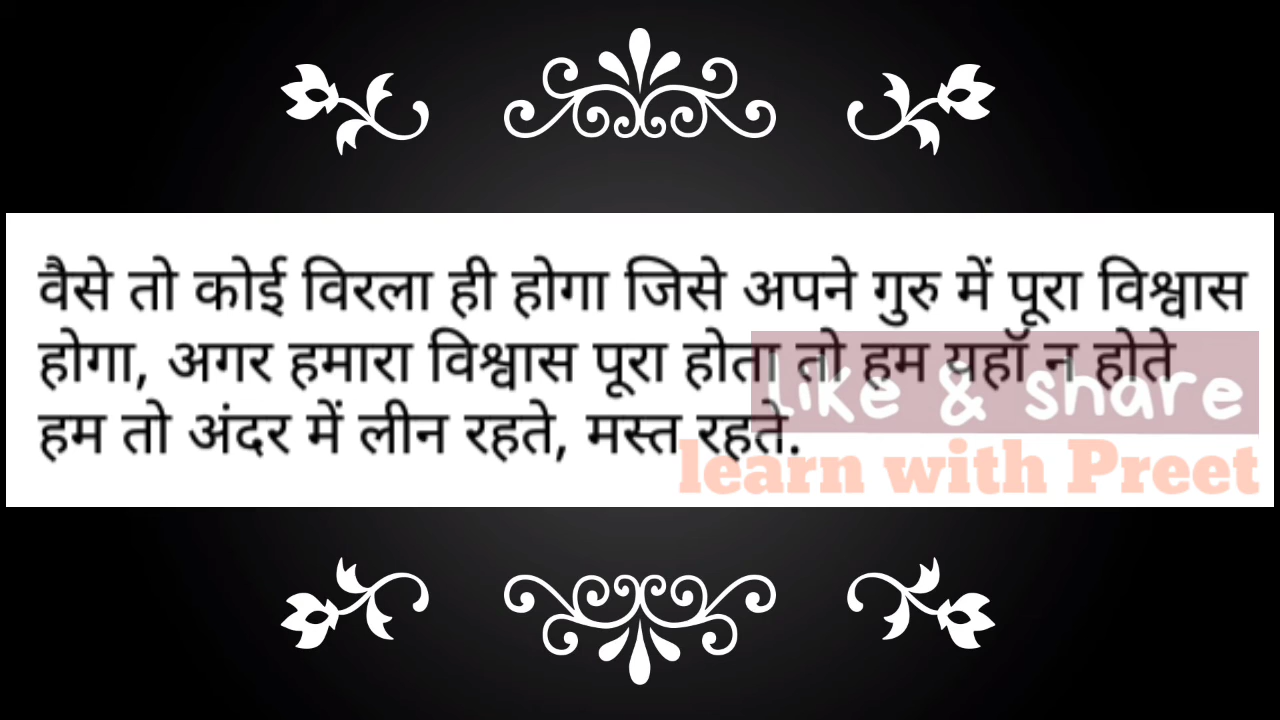 वैसे तो कोई विरला ही होगा जिसे अपने गुरु में पूरा विश्वास
होगा, अगर हमारा विश्वास पूरा होता तो हम यहाॅ न होते
हम तो अंदर में लीन रहते, मस्त रहते.
like & share
learn with Preet